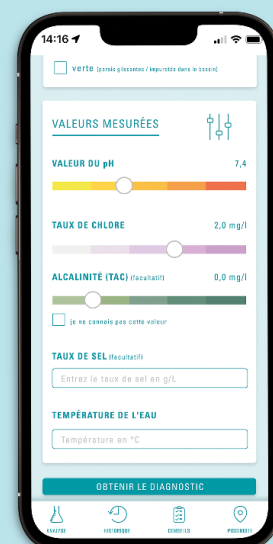 14:16
verte (parois glissantes / impuretés dans le bassin)
VALEURS MESURÉES
VALEUR DU pH 7,4
TAUX DE CHLORE 2,0 mg/l
ALCALINITÉ (TAC) (facultatif) 0,0 mg/l
je ne connais pas cette valeur
TAUX DE SEL (facultatif)
Entrez le taux de sel en g/L
TEMPÉRATURE DE L'EAU
Température en °C
OBTENIR LE DIAGNOSTIC
ANALYSE HISTORIQUE CONSEILS POSEIDUS